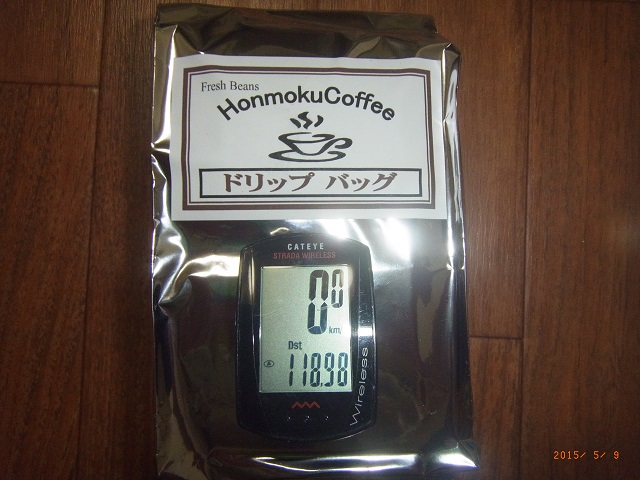 Fresh Beans
HonmokuCoffee
ドリップ バッグ
CATEYE
STRADA WIRELESS
0.0
km/h
Dst
118.98
Wireless
2015/ 5/ 9